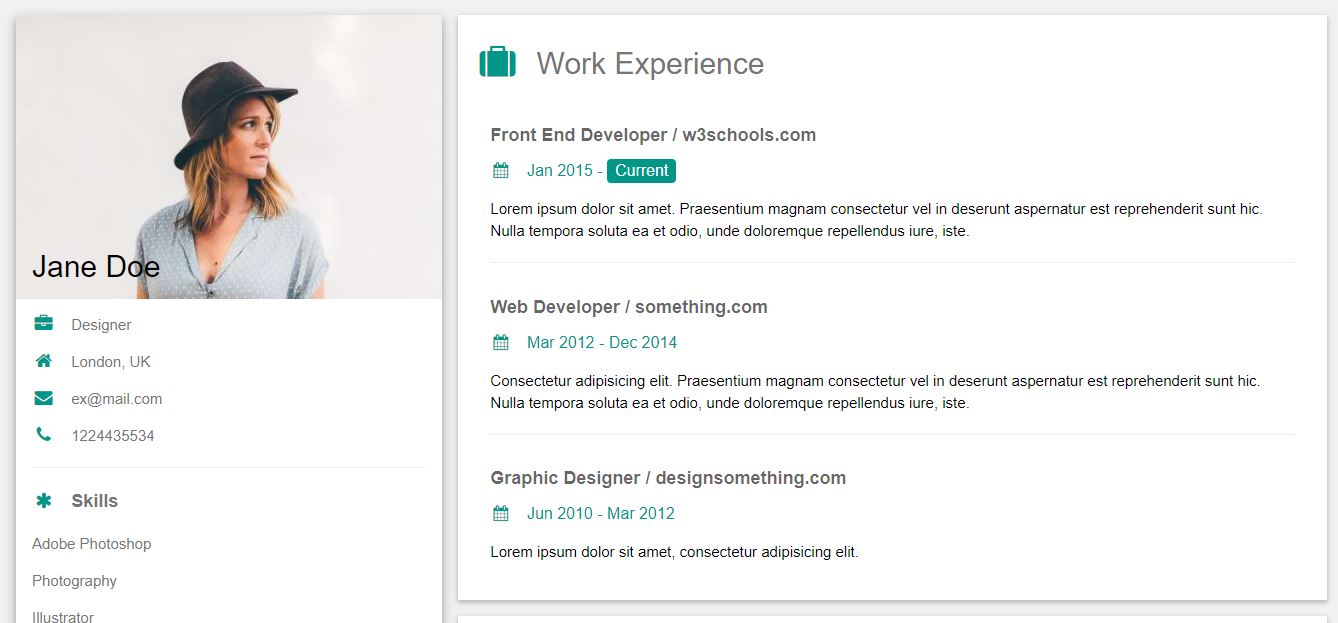 Jane Doe
Designer
London, UK
ex@mail.com
1224435534
Skills
Adobe Photoshop
Photography
Illustrator
Work Experience
Front End Developer / w3schools.com
Jan 2015 - Current
Lorem ipsum dolor sit amet. Praesentium magnam consectetur vel in deserunt aspernatur est reprehenderit sunt hic.
Nulla tempora soluta ea et odio, unde doloremque repellendus iure, iste.
Web Developer / something.com
Mar 2012 - Dec 2014
Consectetur adipisicing elit. Praesentium magnam consectetur vel in deserunt aspernatur est reprehenderit sunt hic.
Nulla tempora soluta ea et odio, unde doloremque repellendus iure, iste.
Graphic Designer / designsomething.com
Jun 2010 - Mar 2012
Lorem ipsum dolor sit amet, consectetur adipisicing elit.